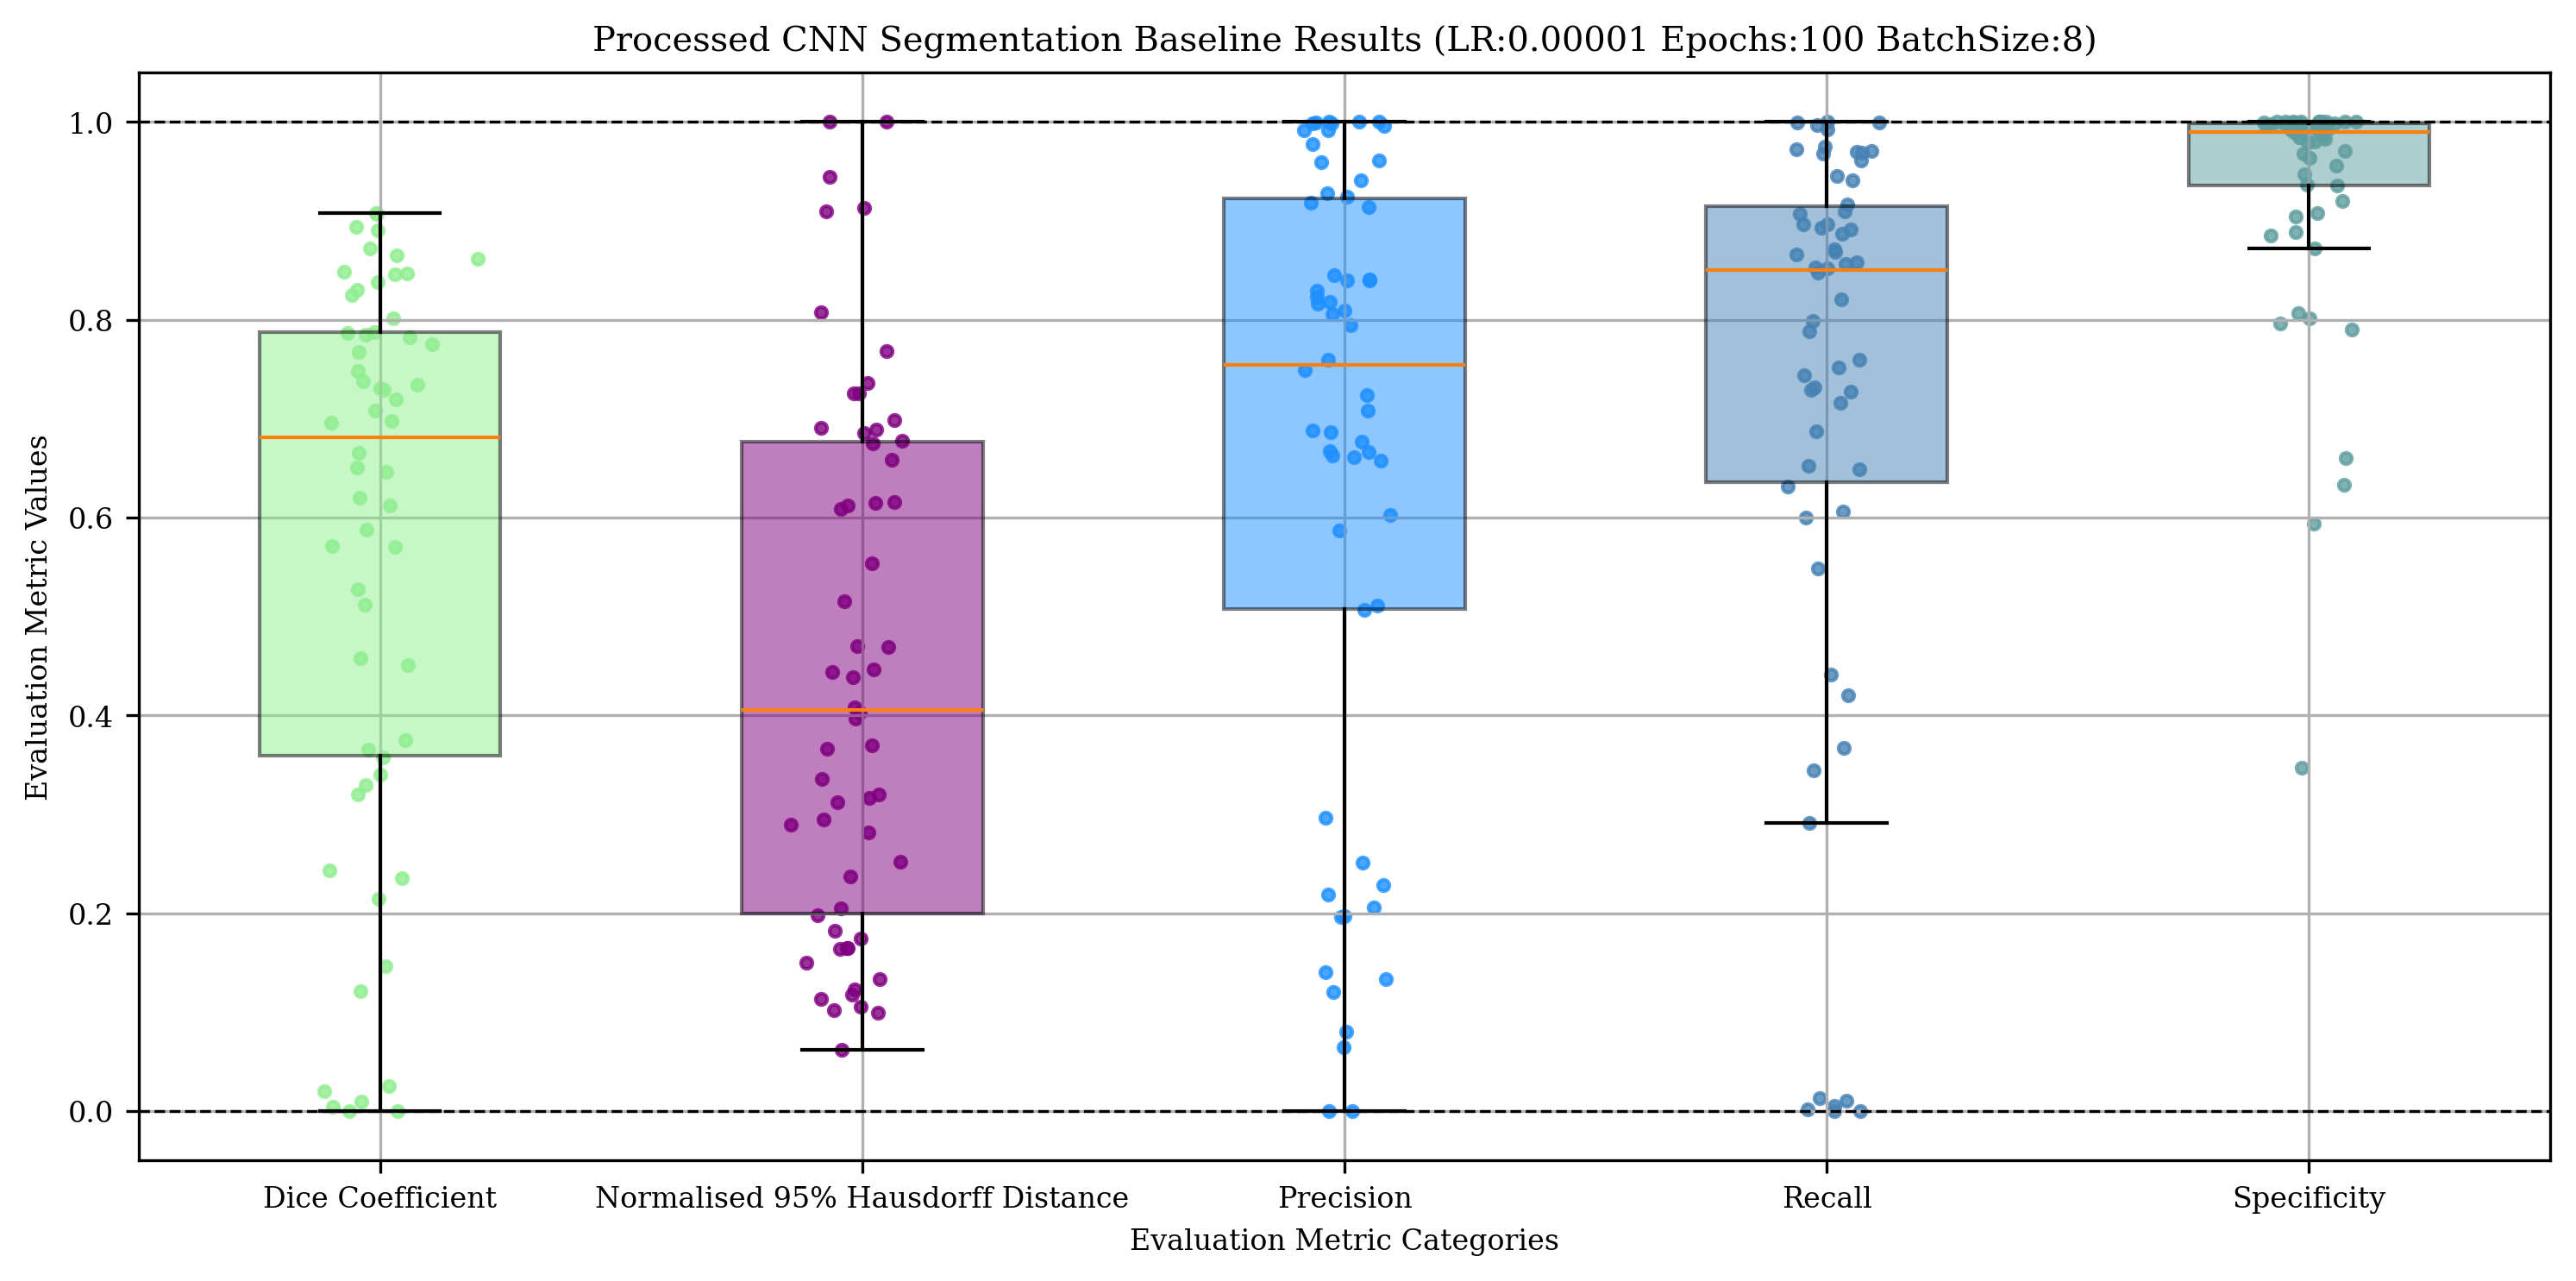 Processed CNN Segmentation Baseline Results (LR:0.00001 Epochs:100 BatchSize:8)
Evaluation Metric Values
1.0
0.8
0.6
0.4
0.2
0.0
Dice Coefficient Normalised 95% Hausdorff Distance Precision Recall Specificity
Evaluation Metric Categories